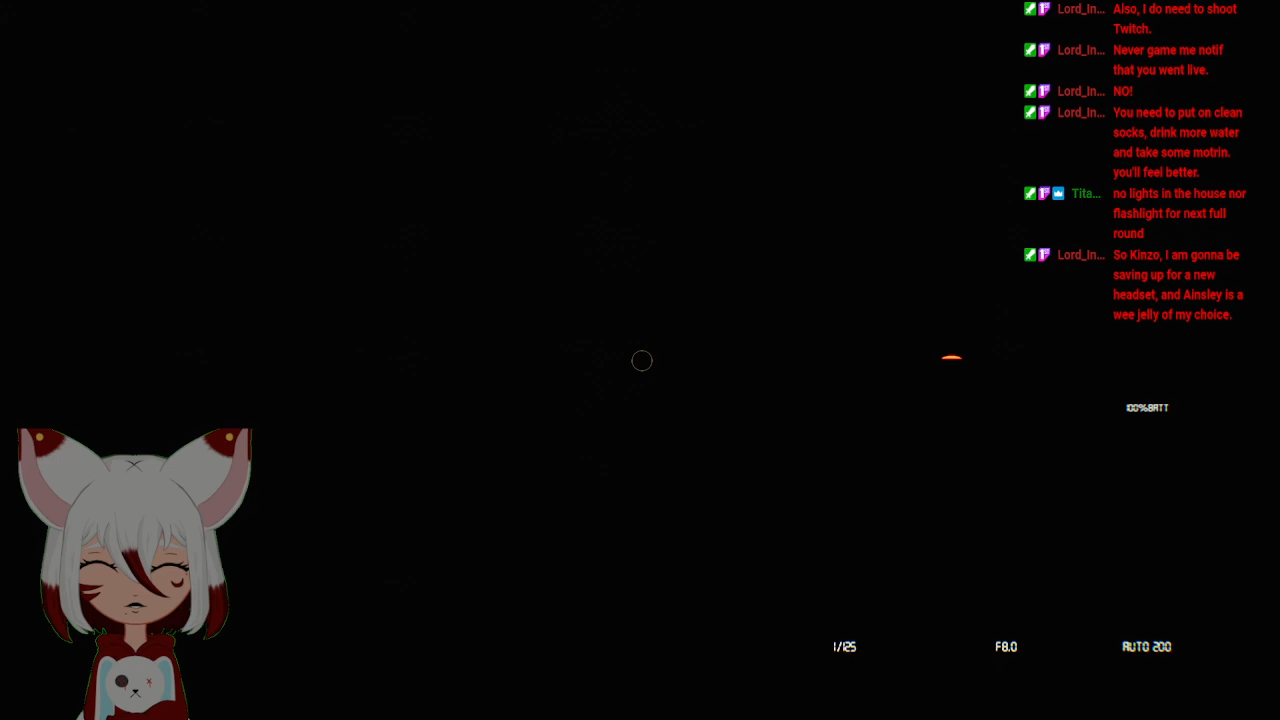 Lord_In... Also, I do need to shoot
Twitch.
Lord_In... Never game me notif
that you went live.
Lord_In... NO!
Lord_In... You need to put on clean
socks, drink more water
and take some motrin.
you'll feel better.
Tita... no lights in the house nor
flashlight for next full
round
Lord_In... So Kinzo, I am gonna be
saving up for a new
headset, and Ainsley is a
wee jelly of my choice.
100%BATT
1/125 F8.0 AUTO 200